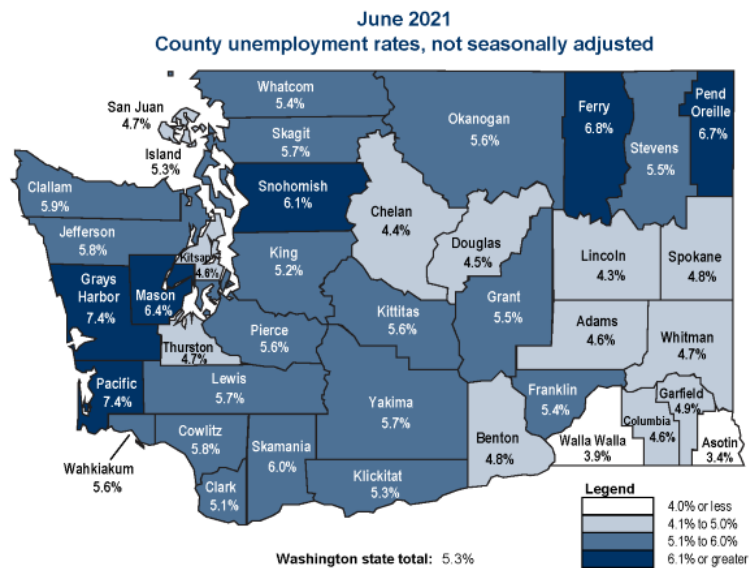 June 2021
County unemployment rates, not seasonally adjusted
Whatcom
5.4%
San Juan
4.7%
Skagit
5.7%
Island
5.3%
Okanogan
5.6%
Ferry
6.8%
Pend
Oreille
6.7%
Stevens
5.5%
Clallam
5.9%
Snohomish
6.1%
Chelan
4.4%
Jefferson
5.8%
Douglas
4.5%
Kitsap
4.6%
King
5.2%
Lincoln
4.3%
Spokane
4.8%
Grays
Harbor
7.4%
Mason
6.4%
Kittitas
5.6%
Grant
5.5%
Adams
4.6%
Whitman
4.7%
Thurston
4.7%
Pierce
5.6%
Pacific
7.4%
Lewis
5.7%
Yakima
5.7%
Franklin
5.4%
Garfield
4.9%
Columbia
4.6%
Benton
4.8%
Walla Walla
3.9%
Asotin
3.4%
Wahkiakum
5.6%
Cowlitz
5.8%
Skamania
6.0%
Klickitat
5.3%
Clark
5.1%
Legend
4.0% or less
4.1% to 5.0%
5.1% to 6.0%
6.1% or greater
Washington state total: 5.3%